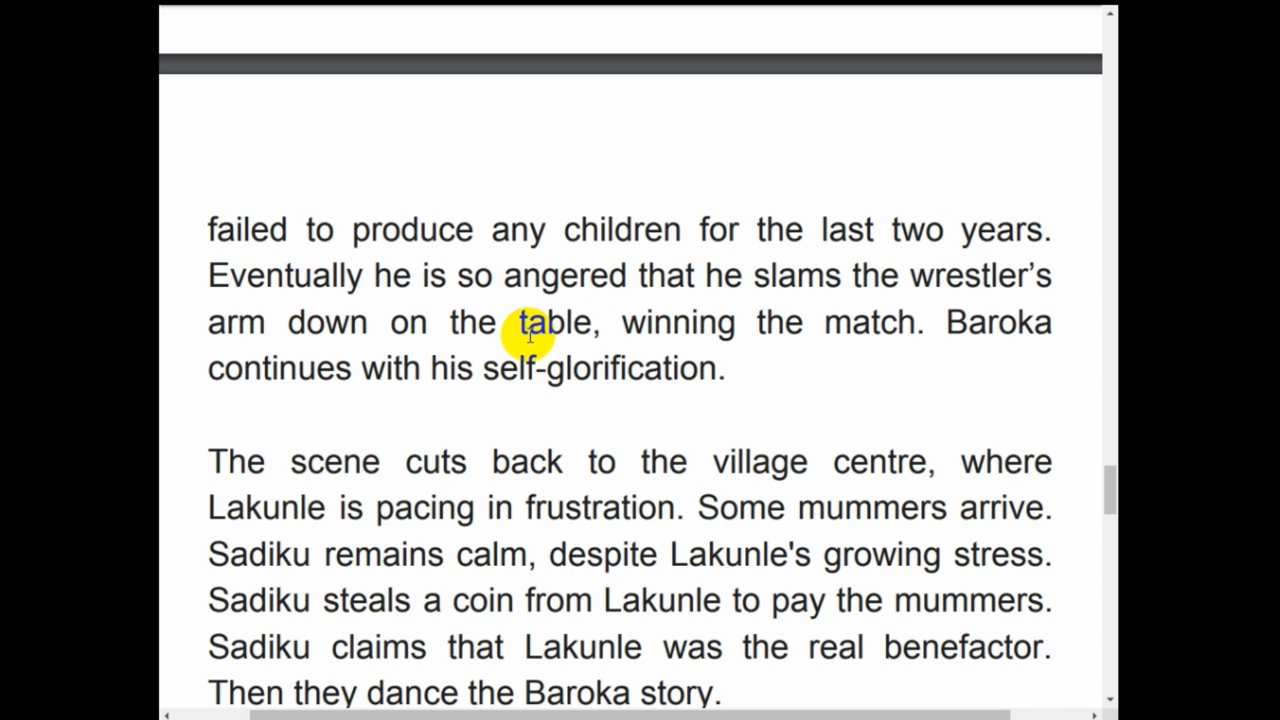 failed to produce any children for the last two years.
Eventually he is so angered that he slams the wrestler’s
arm down on the table, winning the match. Baroka
continues with his self-glorification.
The scene cuts back to the village centre, where
Lakunle is pacing in frustration. Some mummers arrive.
Sadiku remains calm, despite Lakunle's growing stress.
Sadiku steals a coin from Lakunle to pay the mummers.
Sadiku claims that Lakunle was the real benefactor.
Then they dance the Baroka story.